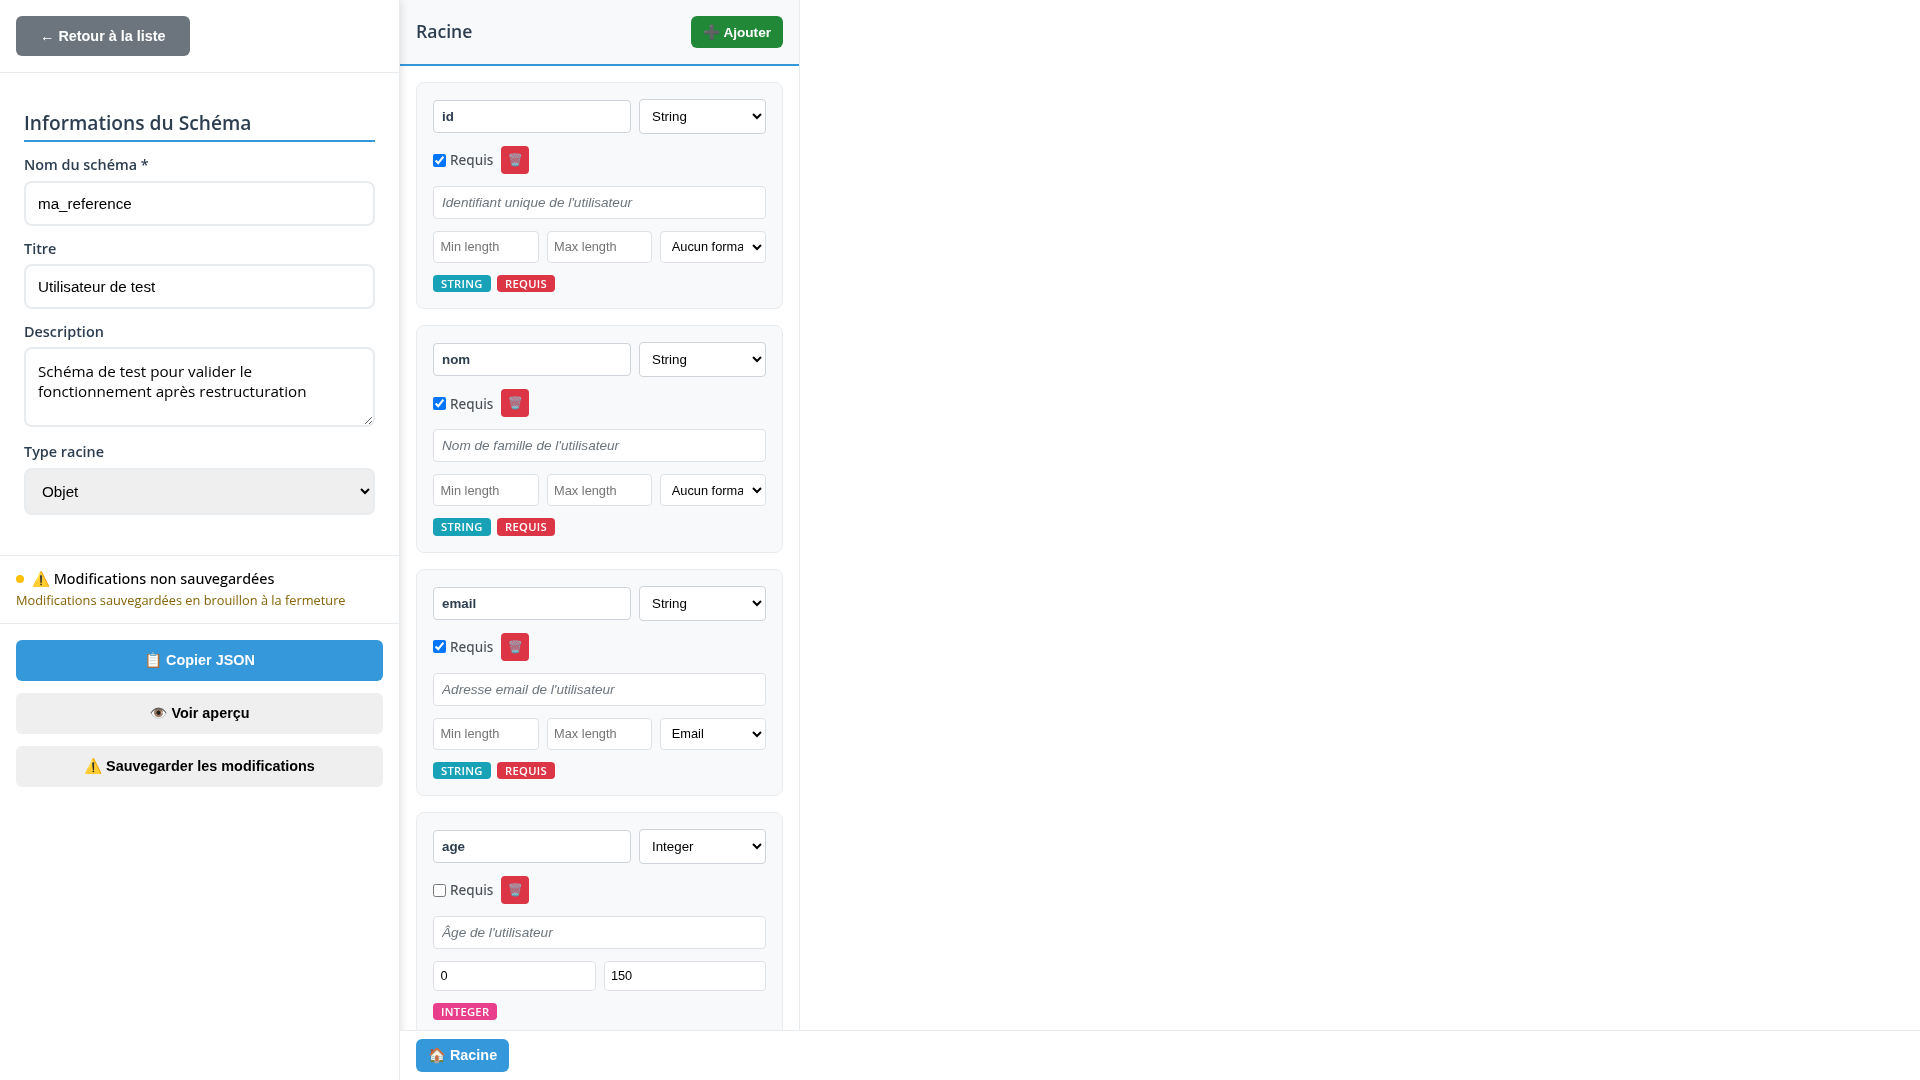 ← Retour à la liste
Informations du Schéma
Nom du schéma *
ma_reference
Titre
Utilisateur de test
Description
Schéma de test pour valider le
fonctionnement après restructuration
Type racine
Objet
⚠️ Modifications non sauvegardées
Modifications sauvegardées en brouillon à la fermeture
📋 Copier JSON
👁️ Voir aperçu
⚠️ Sauvegarder les modifications
Racine
➕ Ajouter
id
String
Requis
Identifiant unique de l'utilisateur
Min length
Max length
Aucun forma
STRING
REQUIS
nom
String
Requis
Nom de famille de l'utilisateur
Min length
Max length
Aucun forma
STRING
REQUIS
email
String
Requis
Adresse email de l'utilisateur
Min length
Max length
Email
STRING
REQUIS
age
Integer
Requis
Âge de l'utilisateur
0
150
INTEGER
🏠 Racine